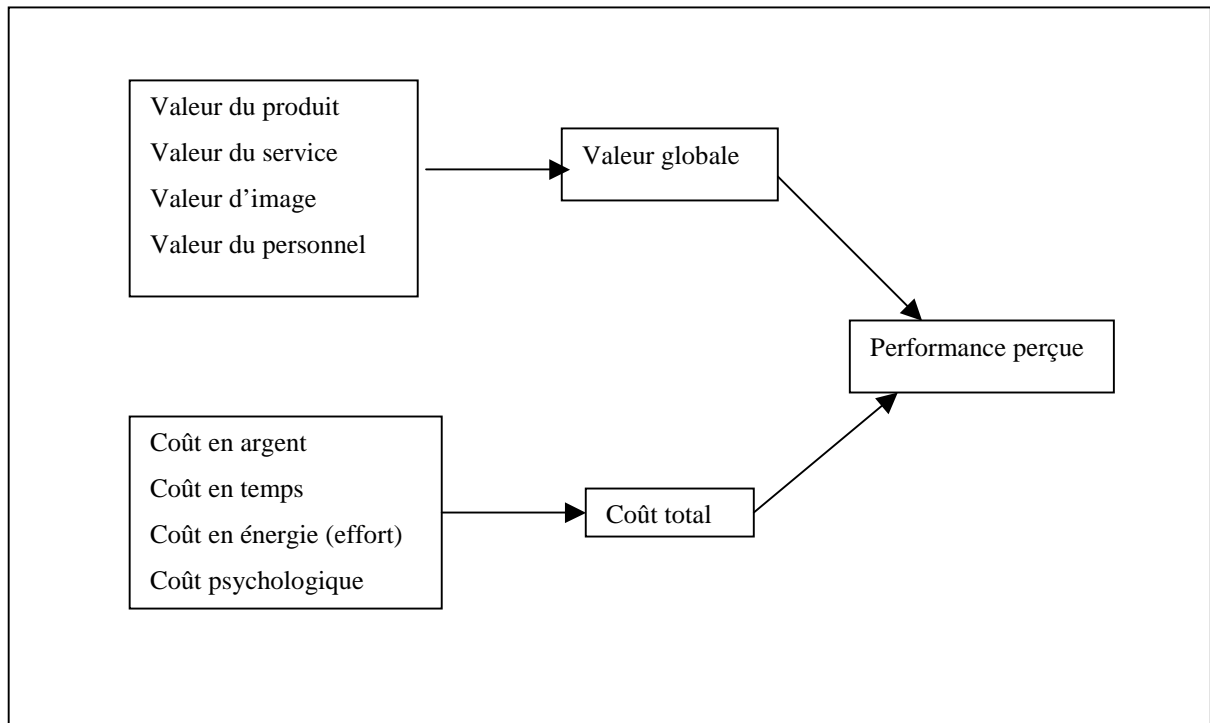 Valeur du produit
Valeur du service
Valeur d’image
Valeur du personnel
Valeur globale
Performance perçue
Coût en argent
Coût en temps
Coût en énergie (effort)
Coût psychologique
Coût total